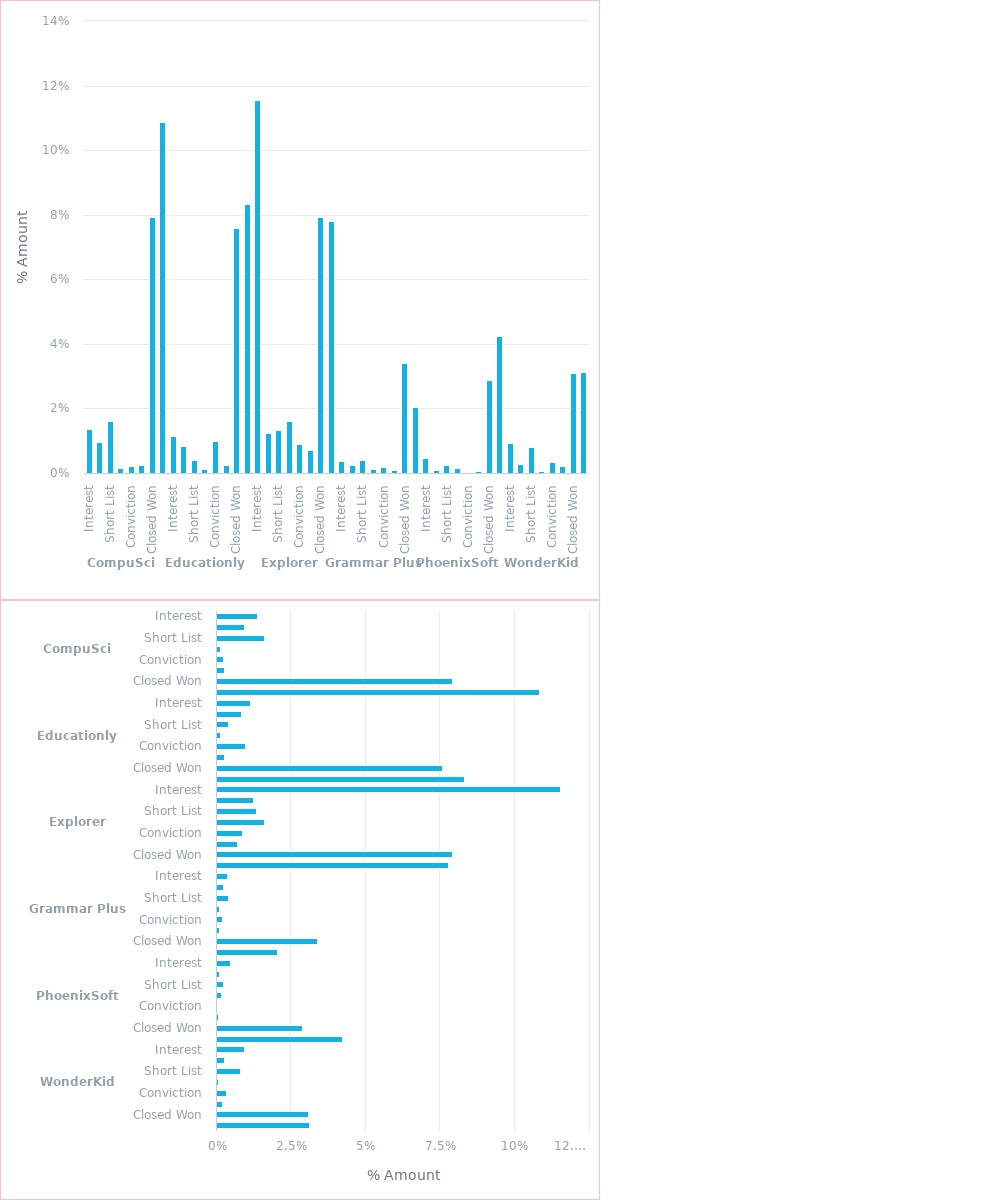 14%
12%
10%
8%
6%
4%
2%
0%
% Amount
Interest
Short List
Conviction
Closed Won
Interest
Short List
Conviction
Closed Won
Interest
Short List
Conviction
Closed Won
Interest
Short List
Conviction
Closed Won
Interest
Short List
Conviction
Closed Won
Interest
Short List
Conviction
Closed Won
CompuSci Educationly Explorer Grammar Plus PhoenixSoft WonderKid
Interest
Short List
CompuSci
Conviction
Closed Won
Interest
Short List
Educationly
Conviction
Closed Won
Interest
Short List
Explorer
Conviction
Closed Won
Interest
Short List
Grammar Plus
Conviction
Closed Won
Interest
Short List
PhoenixSoft
Conviction
Closed Won
Interest
Short List
WonderKid
Conviction
Closed Won
0% 2.5% 5% 7.5% 10% 12....
% Amount